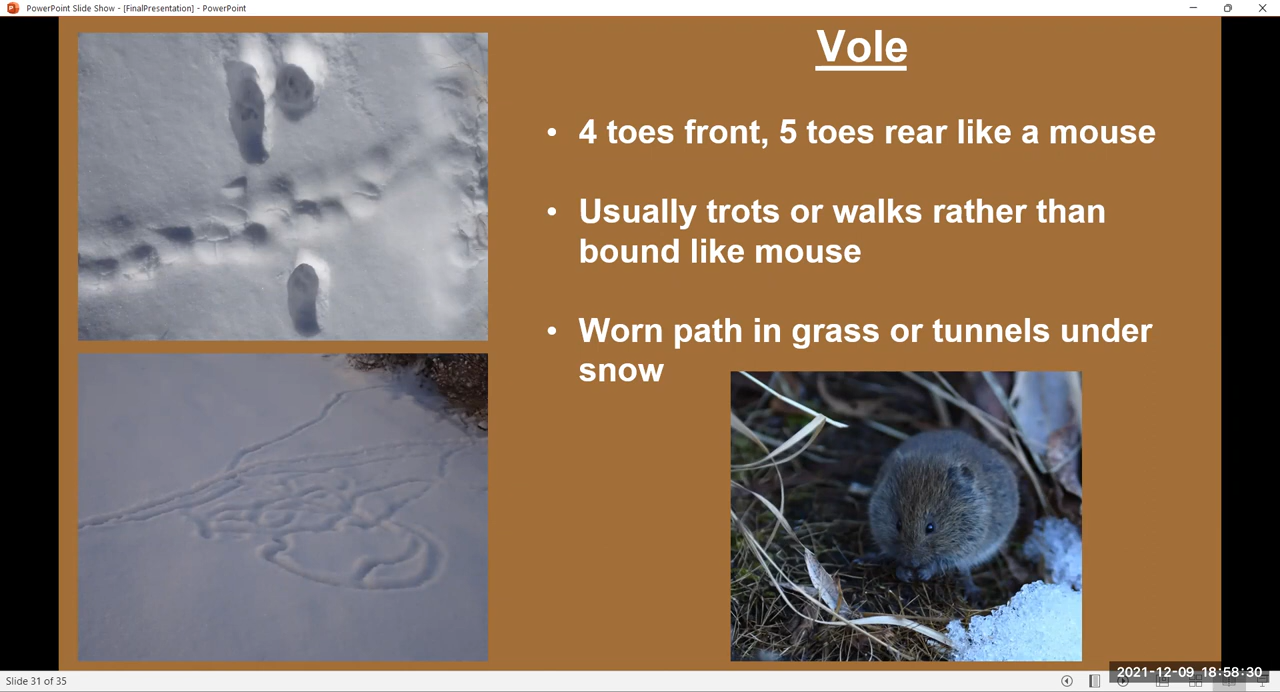 PowerPoint Slide Show - [FinalPresentation] - PowerPoint
Vole
• 4 toes front, 5 toes rear like a mouse
• Usually trots or walks rather than
bound like mouse
• Worn path in grass or tunnels under
snow
2021-12-09 18:58:30
Slide 31 of 35